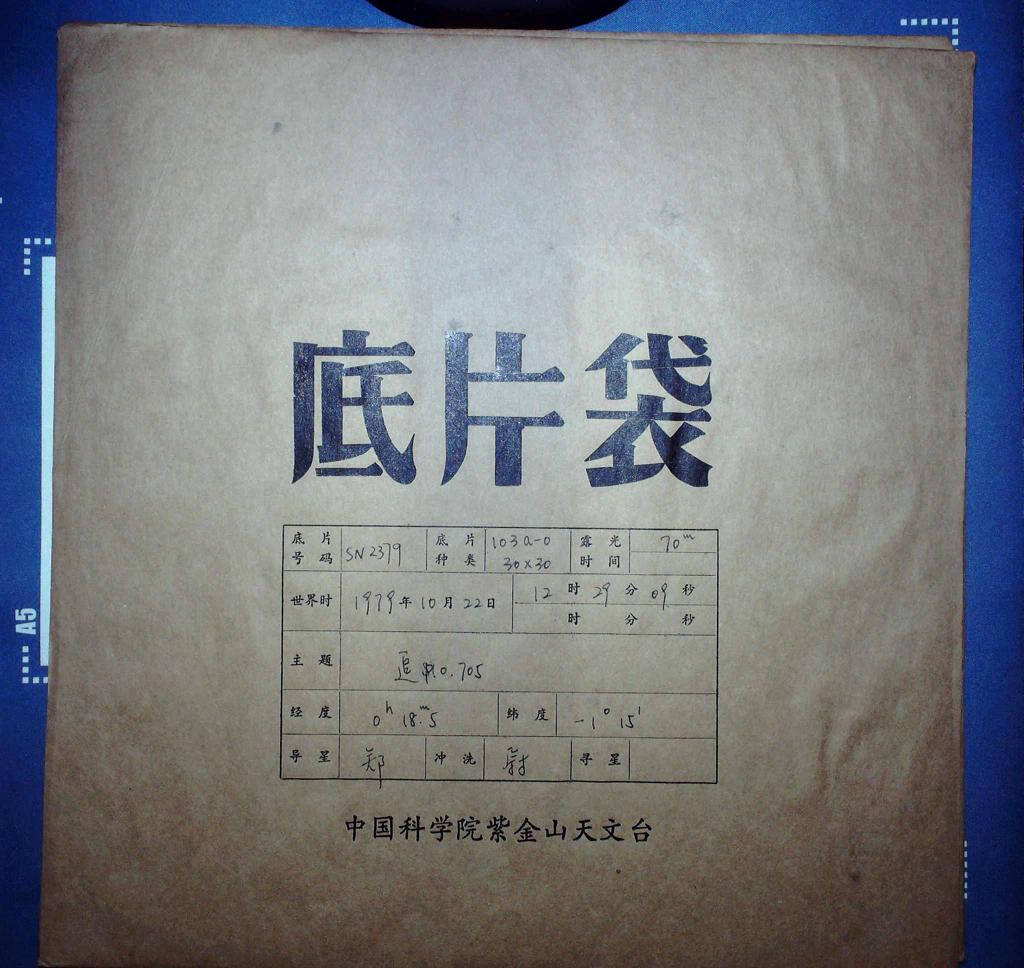 底片袋
底片号码 SN2379 底片种类 103a-0 30×30 露光时间 70ᵐ
世界时 1979年10月22日 12时29分09秒
时 分 秒
主题 追 0.705
经度 0ʰ 18ᵐ.5 纬度 -1° 15'
导星 郑 冲洗 寻星
中国科学院紫金山天文台
A5